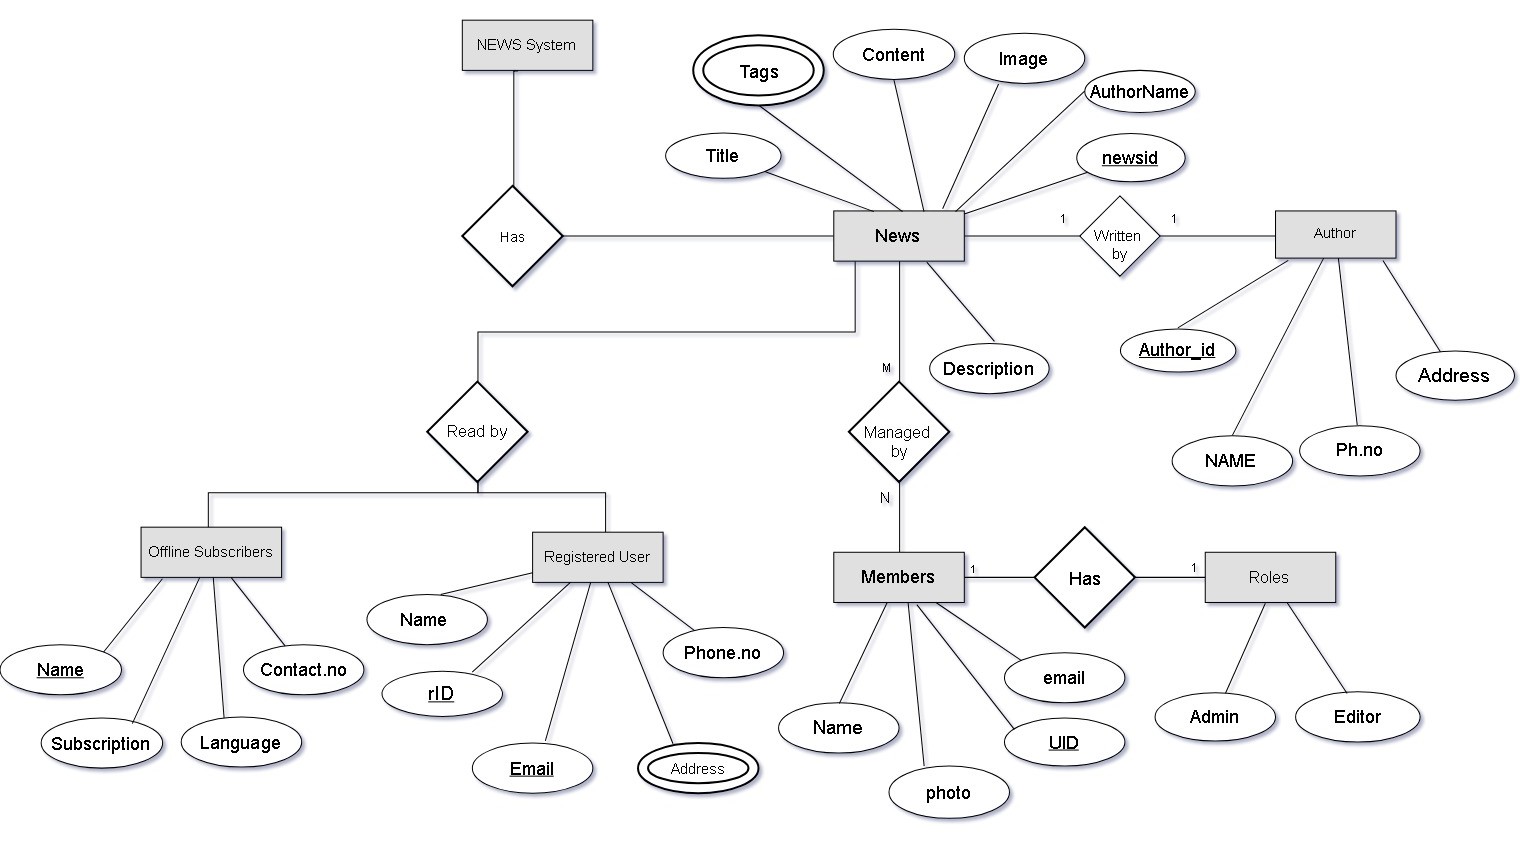 NEWS System
Tags
Content
Image
AuthorName
Title
newsid
Has
News
1
Written
by
1
Author
Description
Author_id
Address
M
Read by
Managed
by
NAME
Ph.no
N
Offline Subscribers
Registered User
Members
1
Has
1
Roles
Name
Name
Contact.no
rID
Phone.no
email
Subscription
Language
Email
Address
Name
UID
photo
Admin
Editor